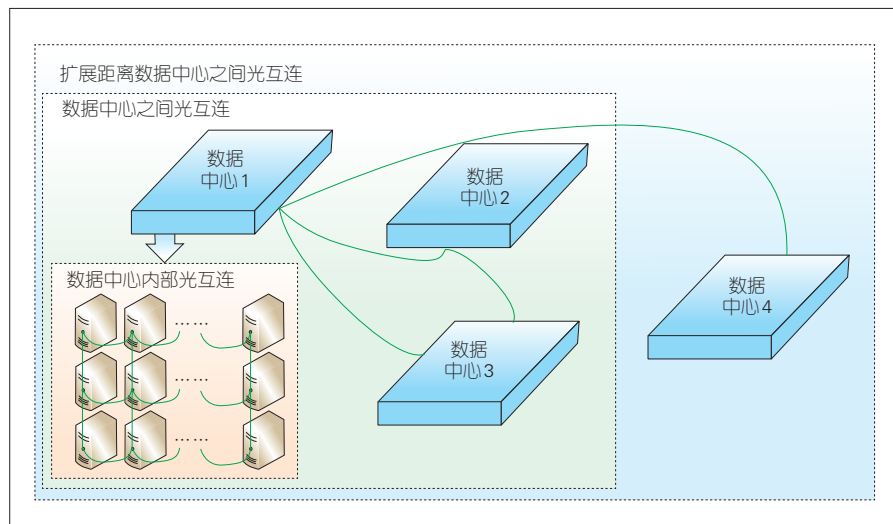 扩展距离数据中心之间光互连
数据中心之间光互连
数据
中心1
数据
中心2
数据中心内部光互连
数据
中心4
数据
中心3
……
……
……